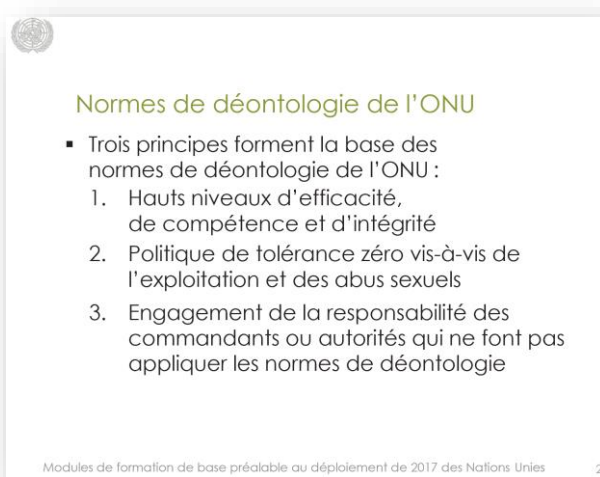 Normes de déontologie de l'ONU
▪ Trois principes forment la base des
normes de déontologie de l'ONU :
1. Hauts niveaux d'efficacité,
de compétence et d'intégrité
2. Politique de tolérance zéro vis-à-vis de
l'exploitation et des abus sexuels
3. Engagement de la responsabilité des
commandants ou autorités qui ne font pas
appliquer les normes de déontologie
Modules de formation de base préalable au déploiement de 2017 des Nations Unies